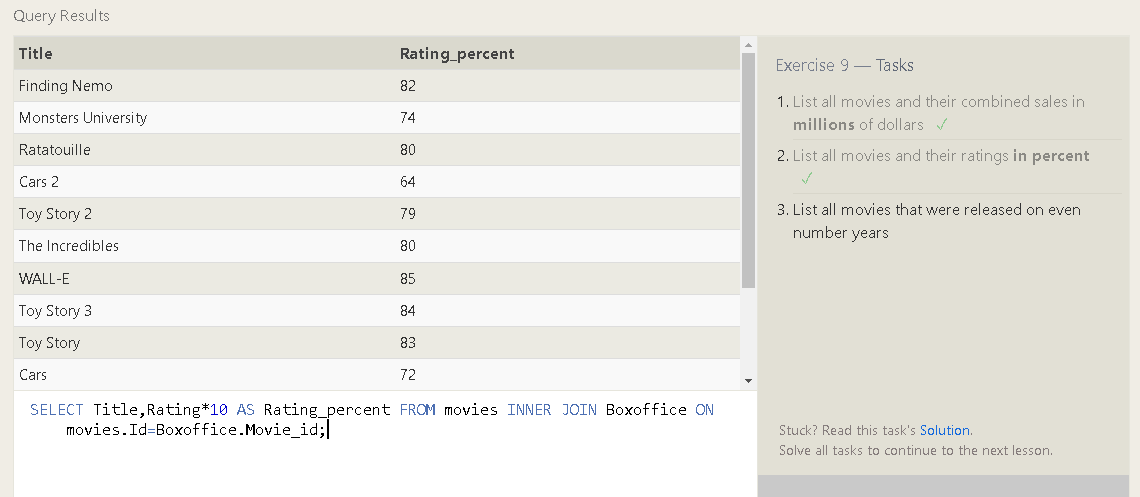 Query Results
Title Rating_percent
Finding Nemo 82
Monsters University 74
Ratatouille 80
Cars 2 64
Toy Story 2 79
The Incredibles 80
WALL-E 85
Toy Story 3 84
Toy Story 83
Cars 72
SELECT Title,Rating*10 AS Rating_percent FROM movies INNER JOIN Boxoffice ON
movies.Id=Boxoffice.Movie_id;
Exercise 9 — Tasks
1. List all movies and their combined sales in
millions of dollars ✓
2. List all movies and their ratings in percent
✓
3. List all movies that were released on even
number years
Stuck? Read this task's Solution.
Solve all tasks to continue to the next lesson.